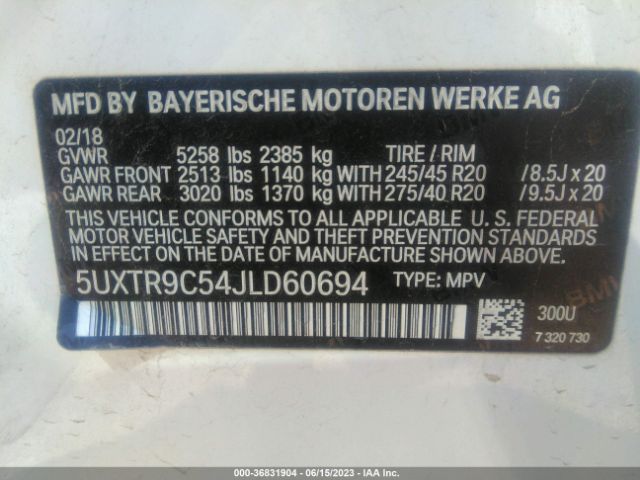 MFD BY BAYERISCHE MOTOREN WERKE AG
02/18
GVWR 5258 lbs 2385 kg TIRE / RIM
GAWR FRONT 2513 lbs 1140 kg WITH 245/45 R20 /8.5J x 20
GAWR REAR 3020 lbs 1370 kg WITH 275/40 R20 /9.5J x 20
THIS VEHICLE CONFORMS TO ALL APPLICABLE U. S. FEDERAL
MOTOR VEHICLE SAFETY AND THEFT PREVENTION STANDARDS
IN EFFECT ON THE DATE OF MANUFACTURE SHOWN ABOVE.
5UXTR9C54JLD60694 TYPE: MPV
300U
7 320 730
000-36831904 - 06/15/2023 - IAA Inc.